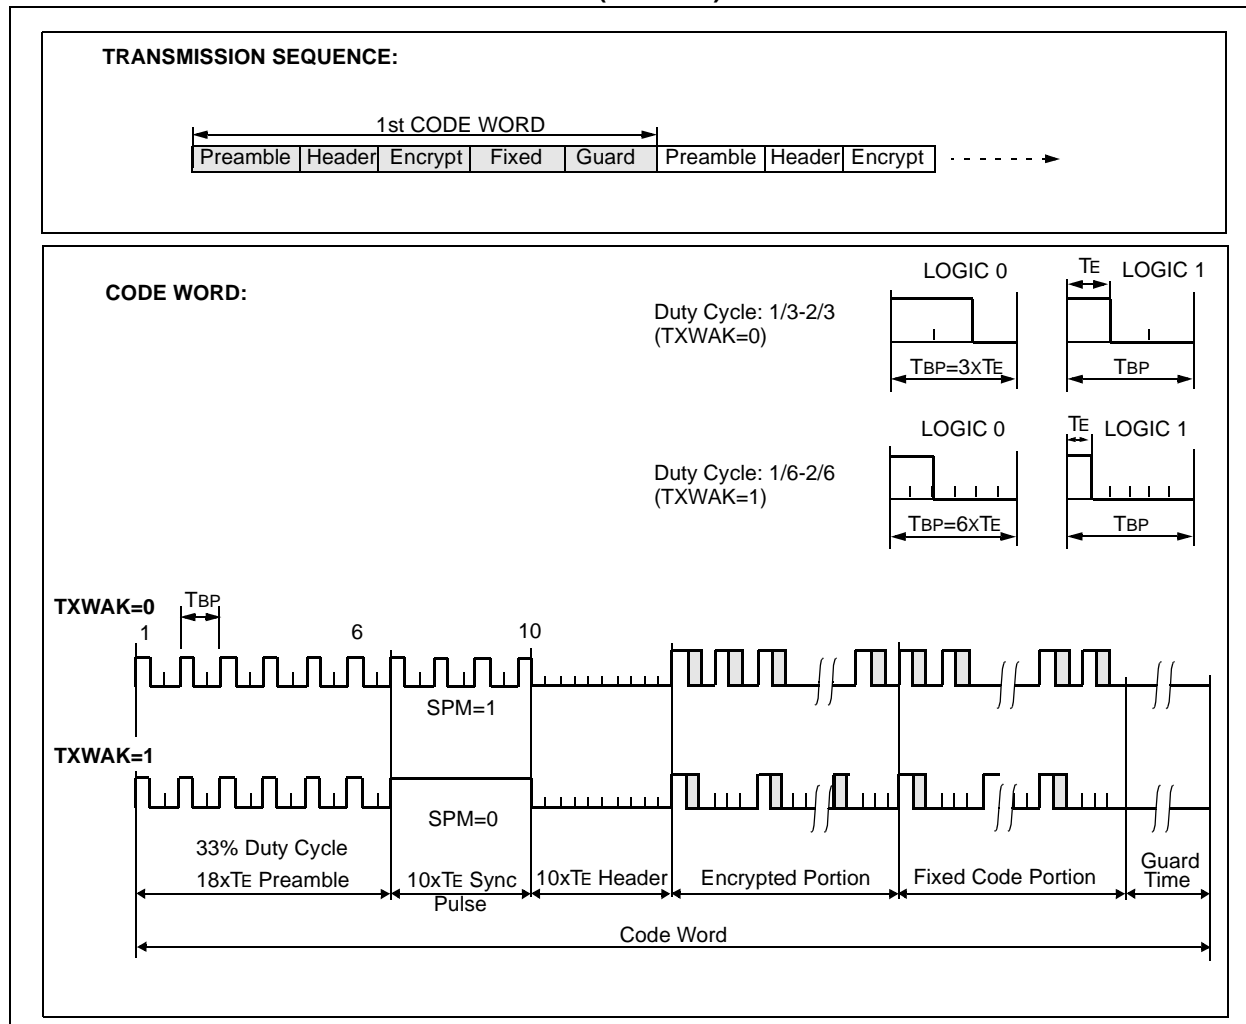 TRANSMISSION SEQUENCE:
1st CODE WORD
Preamble Header Encrypt Fixed Guard Preamble Header Encrypt
CODE WORD:
LOGIC 0
TE LOGIC 1
Duty Cycle: 1/3-2/3
(TXWAK=0)
TBP=3XTE
TBP
LOGIC 0
TE LOGIC 1
Duty Cycle: 1/6-2/6
(TXWAK=1)
TBP=6XTE
TBP
TXWAK=0
TBP
1
6
10
SPM=1
TXWAK=1
SPM=0
33% Duty Cycle
18xTE Preamble
10xTE Sync
Pulse
10xTE Header
Encrypted Portion
Fixed Code Portion
Guard
Time
Code Word